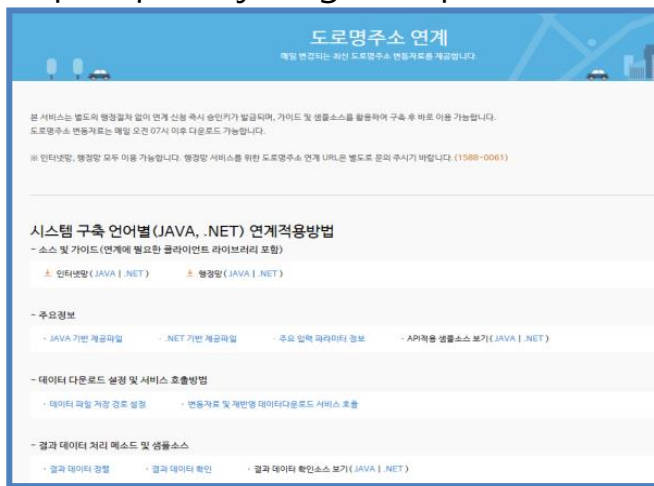 도로명주소 연계
매일 변경되는 최신 도로명주소 변동자료를 제공합니다.
본 서비스는 별도의 행정절차 없이 연계 신청 즉시 승인키가 발급되며, 가이드 및 샘플소스를 활용하여 구축 후 바로 이용 가능합니다.
도로명주소 변동자료는 매일 오전 07시 이후 다운로드 가능합니다.
※ 인터넷망, 행정망 모두 이용 가능합니다. 행정망 서비스를 위한 도로명주소 연계 URL은 별도로 문의 주시기 바랍니다. (1588-0061)
시스템 구축 언어별(JAVA, .NET) 연계적용방법
- 소스 및 가이드(연계에 필요한 클라이언트 라이브러리 포함)
인터넷망( JAVA | .NET ) 행정망( JAVA | .NET )
- 주요정보
· JAVA 기반 제공파일 · .NET 기반 제공파일 · 주요 입력 파라미터 정보 · API적용 샘플소스 보기( JAVA | .NET )
- 데이터 다운로드 설정 및 서비스 호출방법
· 데이터 파일 저장 경로 설정 · 변동자료 및 재반영 데이터다운로드 서비스 호출
- 결과 데이터 처리 메소드 및 샘플소스
· 결과 데이터 정렬 · 결과 데이터 확인 · 결과 데이터 확인소스 보기( JAVA | .NET )